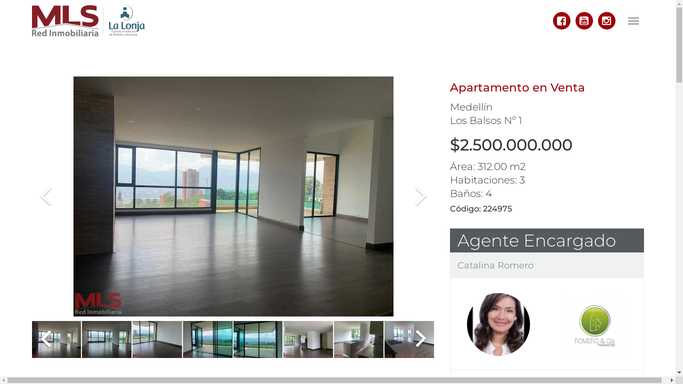 MLS
Red Inmobiliaria
La Lonja
Apartamento en Venta
Medellín
Los Balsos N° 1
$2.500.000.000
Área: 312.00 m2
Habitaciones: 3
Baños: 4
Código: 224975
Agente Encargado
Catalina Romero
MLS
Red Inmobiliaria
ROMERO & CIA